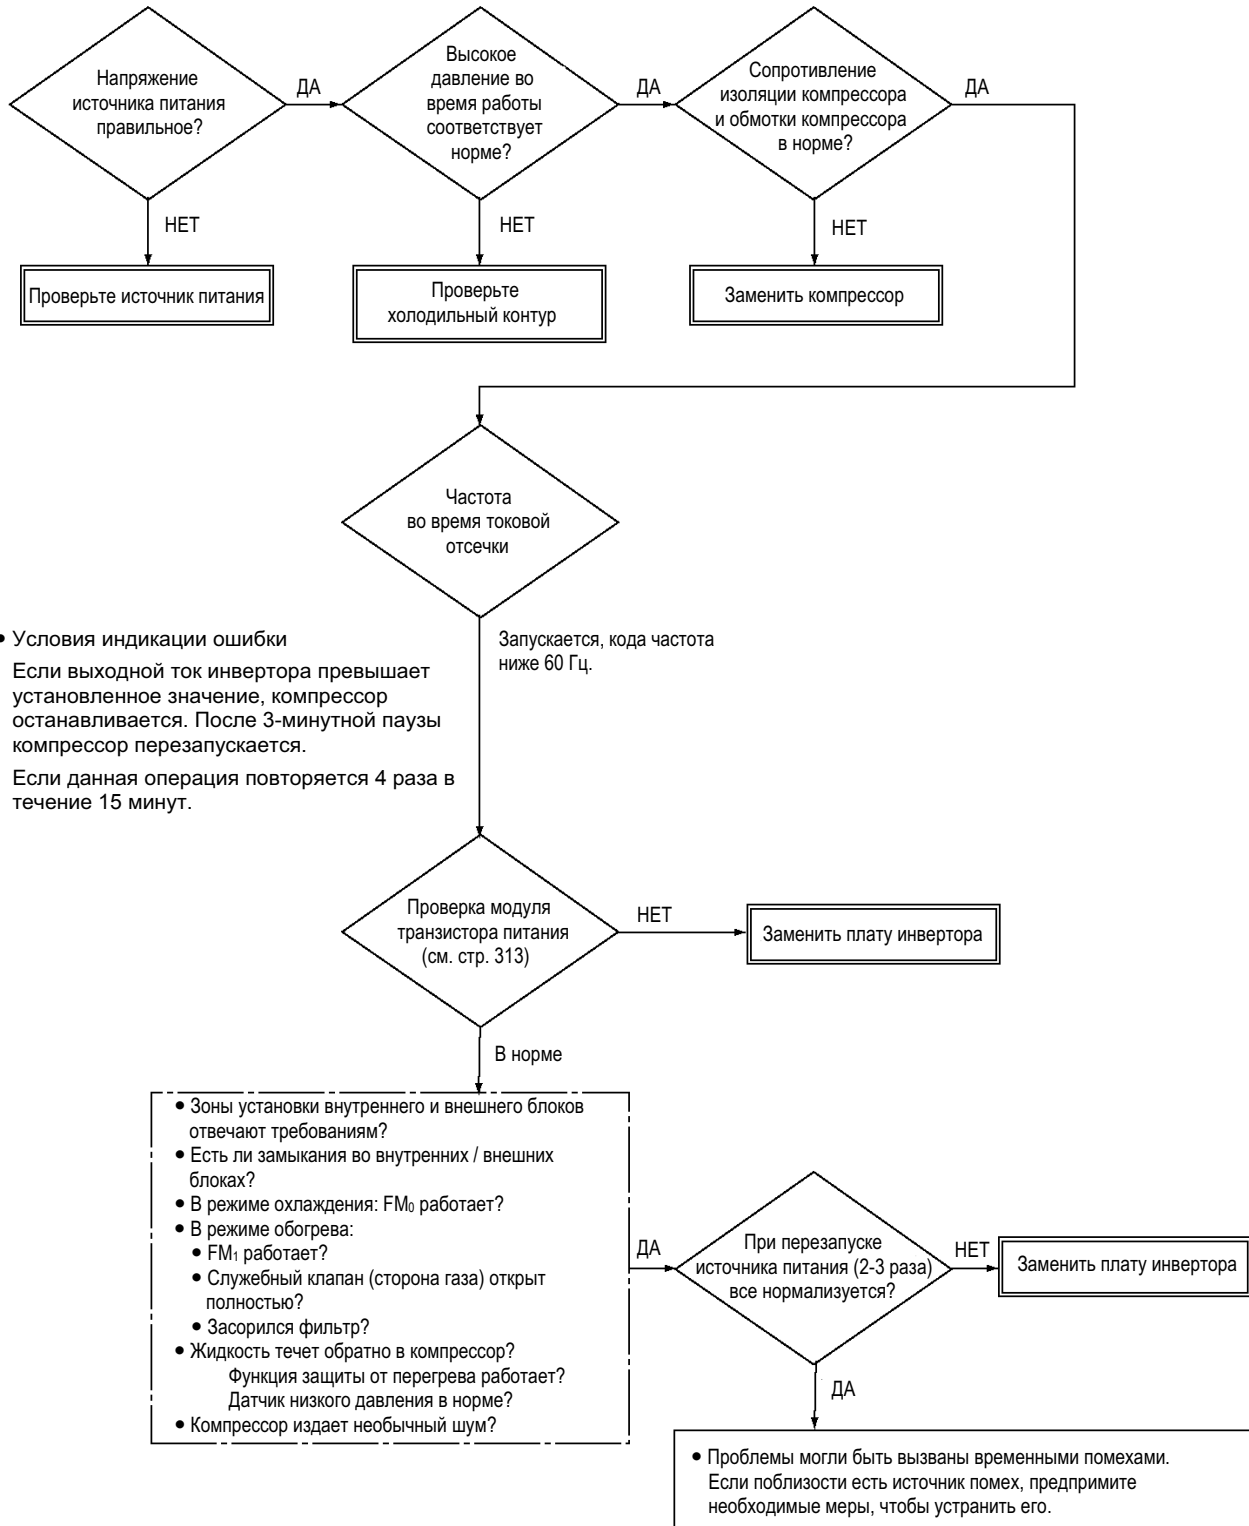 Напряжение
источника питания
правильное?
ДА
Высокое
давление во
время работы
соответствует
норме?
ДА
Сопротивление
изоляции компрессора
и обмотки компрессора
в норме?
ДА
НЕТ
НЕТ
НЕТ
Проверьте источник питания
Проверьте
холодильный контур
Заменить компрессор
Частота
во время токовой
отсечки
• Условия индикации ошибки
Если выходной ток инвертора превышает
установленное значение, компрессор
останавливается. После 3-минутной паузы
компрессор перезапускается.
Если данная операция повторяется 4 раза в
течение 15 минут.
Запускается, кода частота
ниже 60 Гц.
Проверка модуля
транзистора питания
(см. стр. 313)
НЕТ
Заменить плату инвертора
В норме
• Зоны установки внутреннего и внешнего блоков
отвечают требованиям?
• Есть ли замыкания во внутренних / внешних
блоках?
• В режиме охлаждения: FM0 работает?
• В режиме обогрева:
• FM1 работает?
• Служебный клапан (сторона газа) открыт
полностью?
• Засорился фильтр?
• Жидкость течет обратно в компрессор?
Функция защиты от перегрева работает?
Датчик низкого давления в норме?
• Компрессор издает необычный шум?
ДА
При перезапуске
источника питания (2-3 раза)
все нормализуется?
НЕТ
Заменить плату инвертора
ДА
• Проблемы могли быть вызваны временными помехами.
Если поблизости есть источник помех, предпримите
необходимые меры, чтобы устранить его.